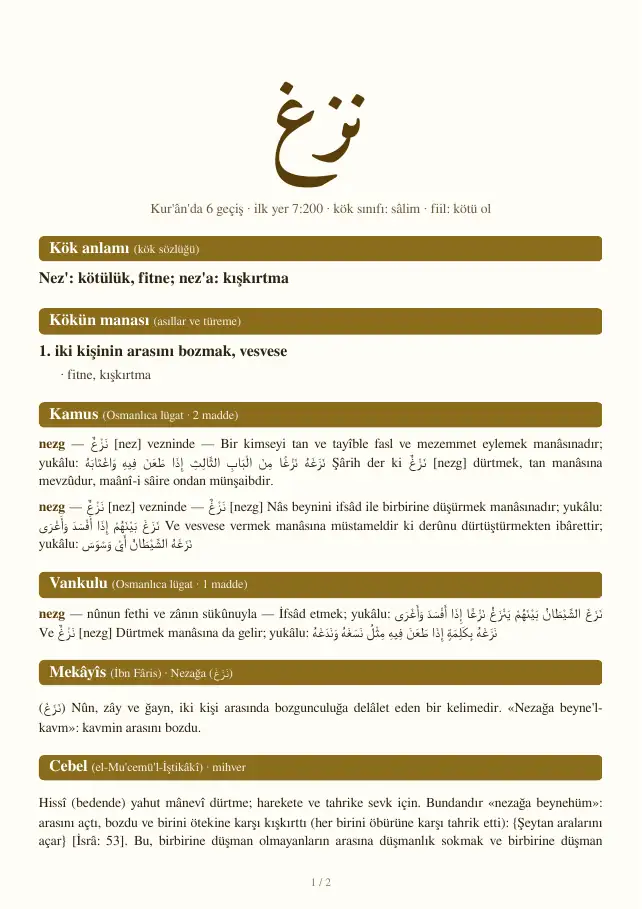 نزغ
Kur'ân'da 6 geçiş · ilk yer 7:200 · kök sınıfı: sâlim · fiil: kötü ol
Kök anlamı (kök sözlüğü)
Nez': kötülük, fitne; nez'a: kışkırtma
Kökün manası (asıllar ve türeme)
1. iki kişinin arasını bozmak, vesvese
· fitne, kışkırtma
Kamus (Osmanlıca lügat · 2 madde)
nezg — نَزْغٌ [nez] vezninde — Bir kimseyi tan ve tayîble fasl ve mezemmet eylemek manâsınadır;
yukâlu: نَزَغَهُ نَزْغًا مِنَ الْبَابِ الثَّالِثِ إِذَا طَعَنَ فِيهِ وَاغْتَابَهُ Şârih der ki نَزْغٌ [nezg] dürtmek, tan manâsına
mevzûdur, maânî-i sâire ondan münşaibdir.
nezg — نَزْغٌ [nez] vezninde — نَزْغٌ [nezg] Nâs beynini ifsâd ile birbirine düşürmek manâsınadır; yukâlu:
نَزَغَ بَيْنَهُمْ إِذَا أَفْسَدَ وَأَغْرَى Ve vesvese vermek manâsına müstameldir ki derûnu dürtüştürmekten ibârettir;
yukâlu: نَزَغَهُ الشَّيْطَانُ أَيْ وَسْوَسَ
Vankulu (Osmanlıca lügat · 1 madde)
nezg — nûnun fethi ve zânın sükûnuyla — İfsâd etmek; yukâlu: نَزَغَ الشَّيْطَانُ بَيْنَهُمْ يَنْزَغُ نَزْغًا إِذَا أَفْسَدَ وَأَغْرَى
Ve نَزْغٌ [nezg] Dürtmek manâsına da gelir; yukâlu: نَزَغَهُ بِكَلِمَةٍ إِذَا طَعَنَ فِيهِ مِثْلُ نَسَغَهُ وَنَدَغَهُ
Mekâyîs (İbn Fâris) · Nezağa (نَزَغَ)
(نَزَغَ) Nûn, zây ve ğayn, iki kişi arasında bozgunculuğa delâlet eden bir kelimedir. «Nezağa beyne'l-
kavm»: kavmin arasını bozdu.
Cebel (el-Mu'cemü'l-İştikâkî) · mihver
Hissî (bedende) yahut mânevî dürtme; harekete ve tahrike sevk için. Bundandır «nezağa beynehüm»:
arasını açtı, bozdu ve birini ötekine karşı kışkırttı (her birini öbürüne karşı tahrik etti): {Şeytan aralarını
açar} [İsrâ: 53]. Bu, birbirine düşman olmayanların arasına düşmanlık sokmak ve birbirine düşman
1 / 2